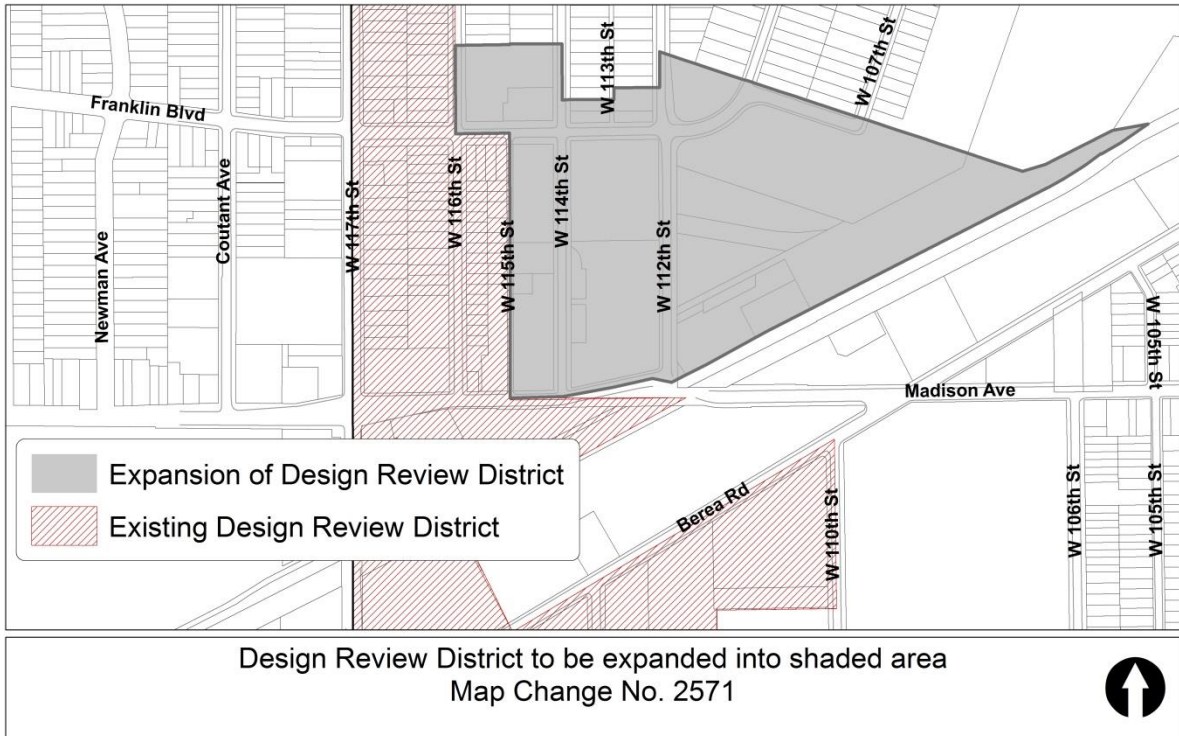 Franklin Blvd
Newman Ave
Coutant Ave
W 117th St
W 116th St
W 115th St
W 114th St
W 113th St
W 112th St
W 107th St
W 105th St
Madison Ave
Berea Rd
W 110th St
W 106th St
W 105th St
Expansion of Design Review District
Existing Design Review District
Design Review District to be expanded into shaded area
Map Change No. 2571